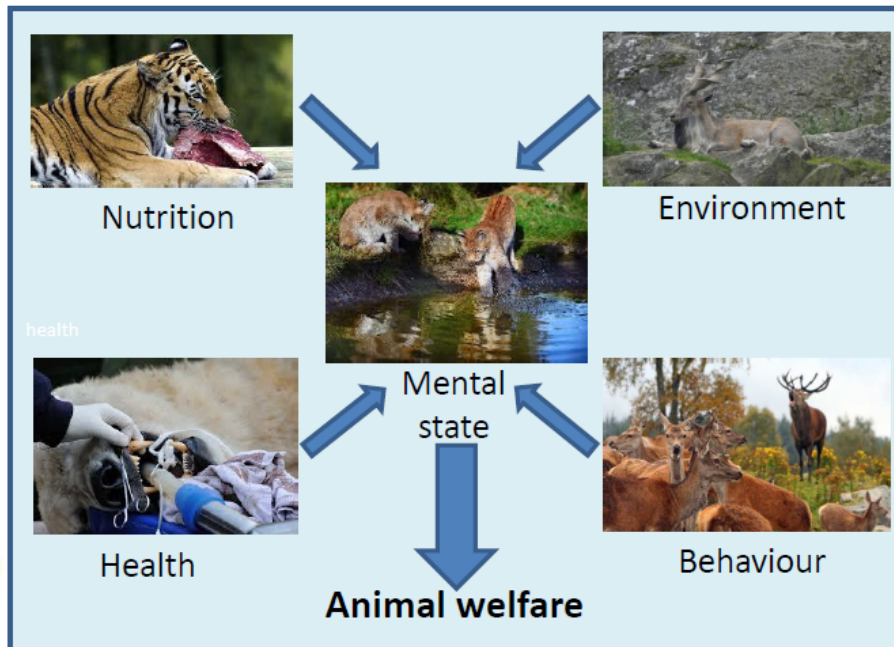 Nutrition
Environment
health
Mental
state
Health
Behaviour
Animal welfare